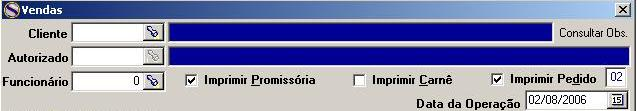 Vendas
Cliente Consultar Obs.
Autorizado
Funcionário 0 Imprimir Promissória Imprimir Carnê Imprimir Pedido 02
Data da Operação 02/08/2006 15